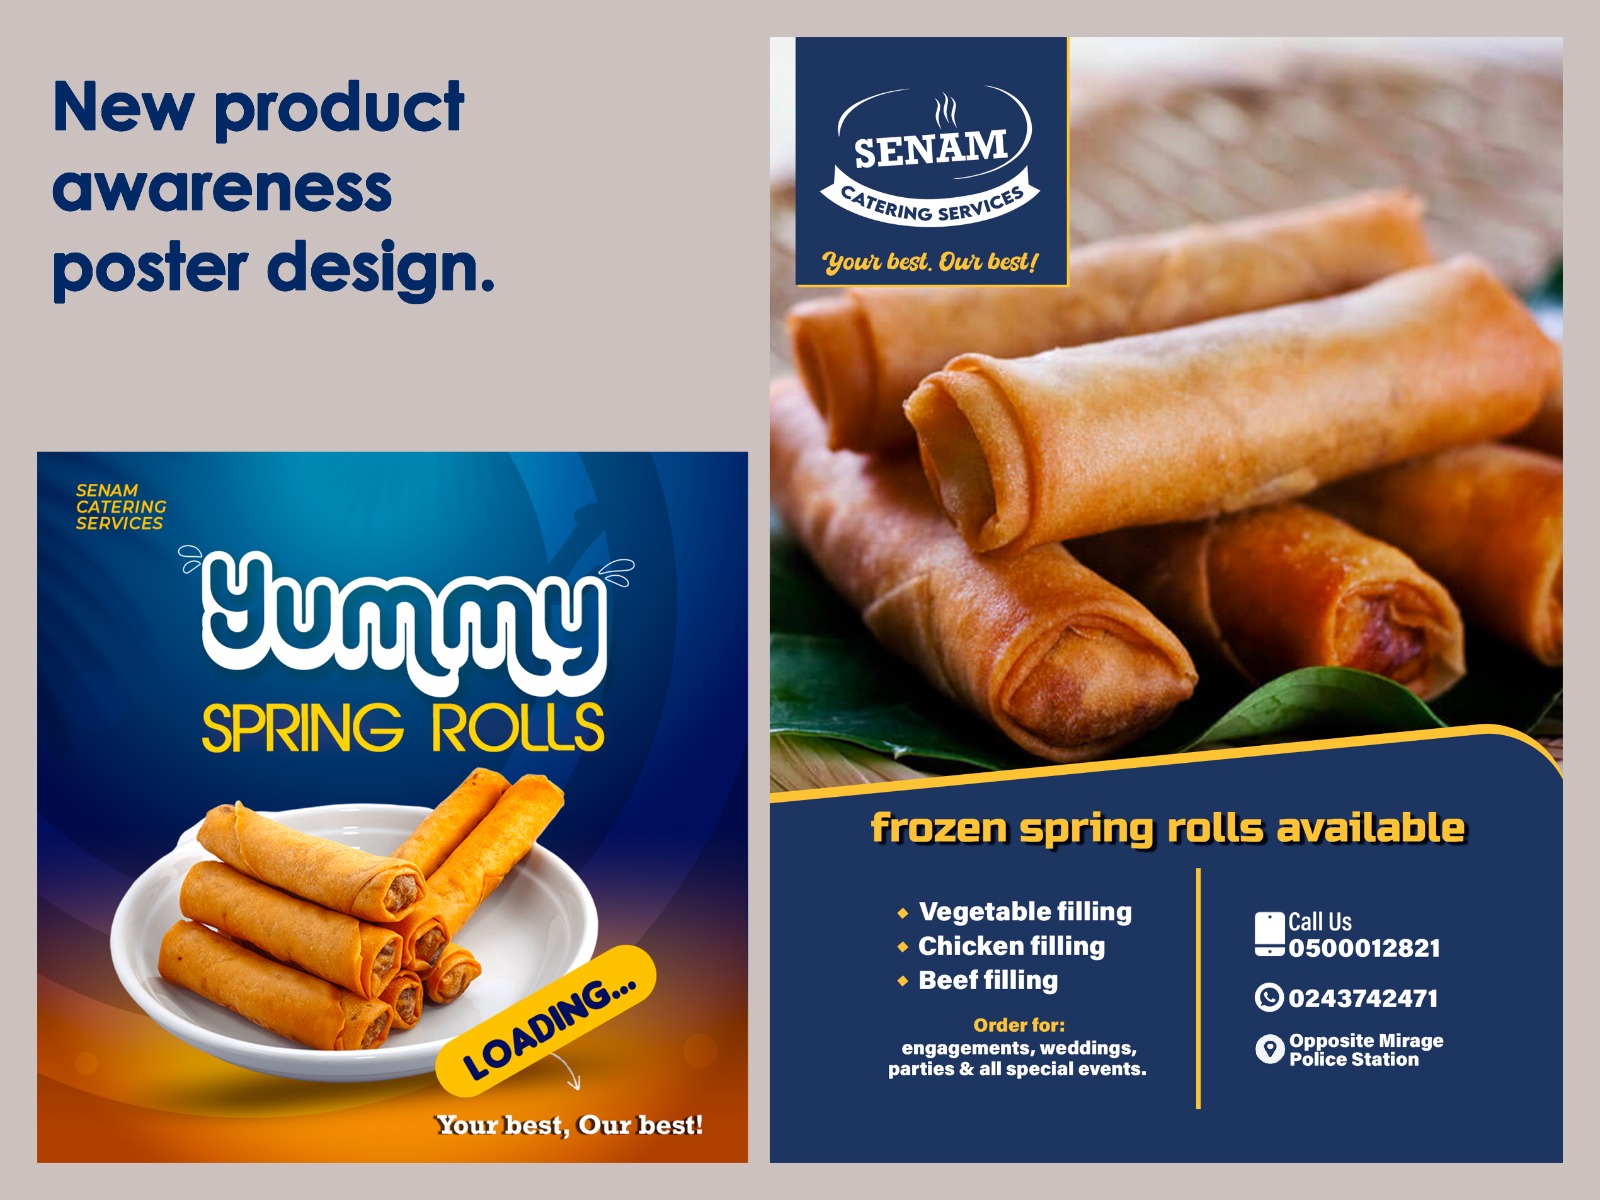 New product
awareness
poster design.
SENAM
CATERING
SERVICES
Yummy
SPRING ROLLS
LOADING...
Your best, Our best!
SENAM
CATERING SERVICES
Your best. Our best!
frozen spring rolls available
Vegetable filling
Chicken filling
Beef filling
Order for:
engagements, weddings,
parties & all special events.
Call Us
0500012821
0243742471
Opposite Mirage
Police Station